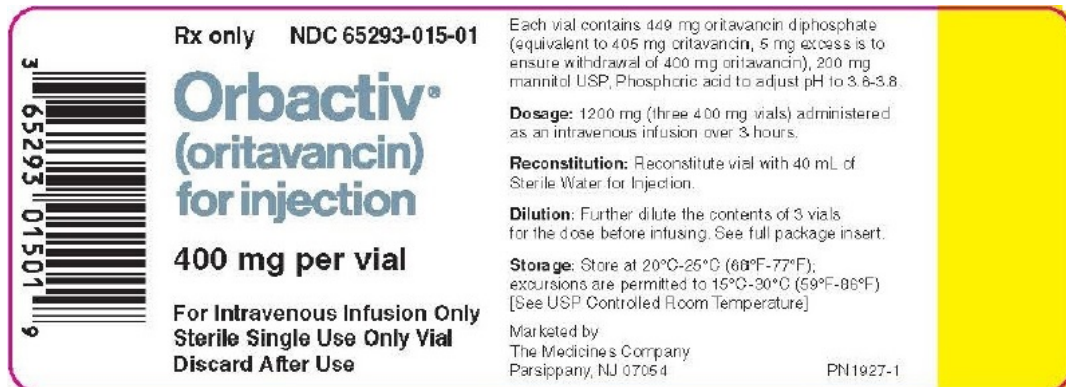 Rx only NDC 65293-015-01
Orbactiv®
(oritavancin)
for injection
400 mg per vial
For Intravenous Infusion Only
Sterile Single Use Only Vial
Discard After Use
3 65293 01501 9
Each vial contains 449 mg oritavancin diphosphate
(equivalent to 405 mg oritavancin, 5 mg excess is to
ensure withdrawal of 400 mg oritavancin), 200 mg
mannitol USP, Phosphoric acid to adjust pH to 3.6-3.8.
Dosage: 1200 mg (three 400 mg vials) administered
as an intravenous infusion over 3 hours.
Reconstitution: Reconstitute vial with 40 mL of
Sterile Water for Injection.
Dilution: Further dilute the contents of 3 vials
for the dose before infusing. See full package insert.
Storage: Store at 20°C-25°C (68°F-77°F);
excursions are permitted to 15°C-30°C (59°F-86°F)
[See USP Controlled Room Temperature]
Marketed by
The Medicines Company
Parsippany, NJ 07054 PN1927-1